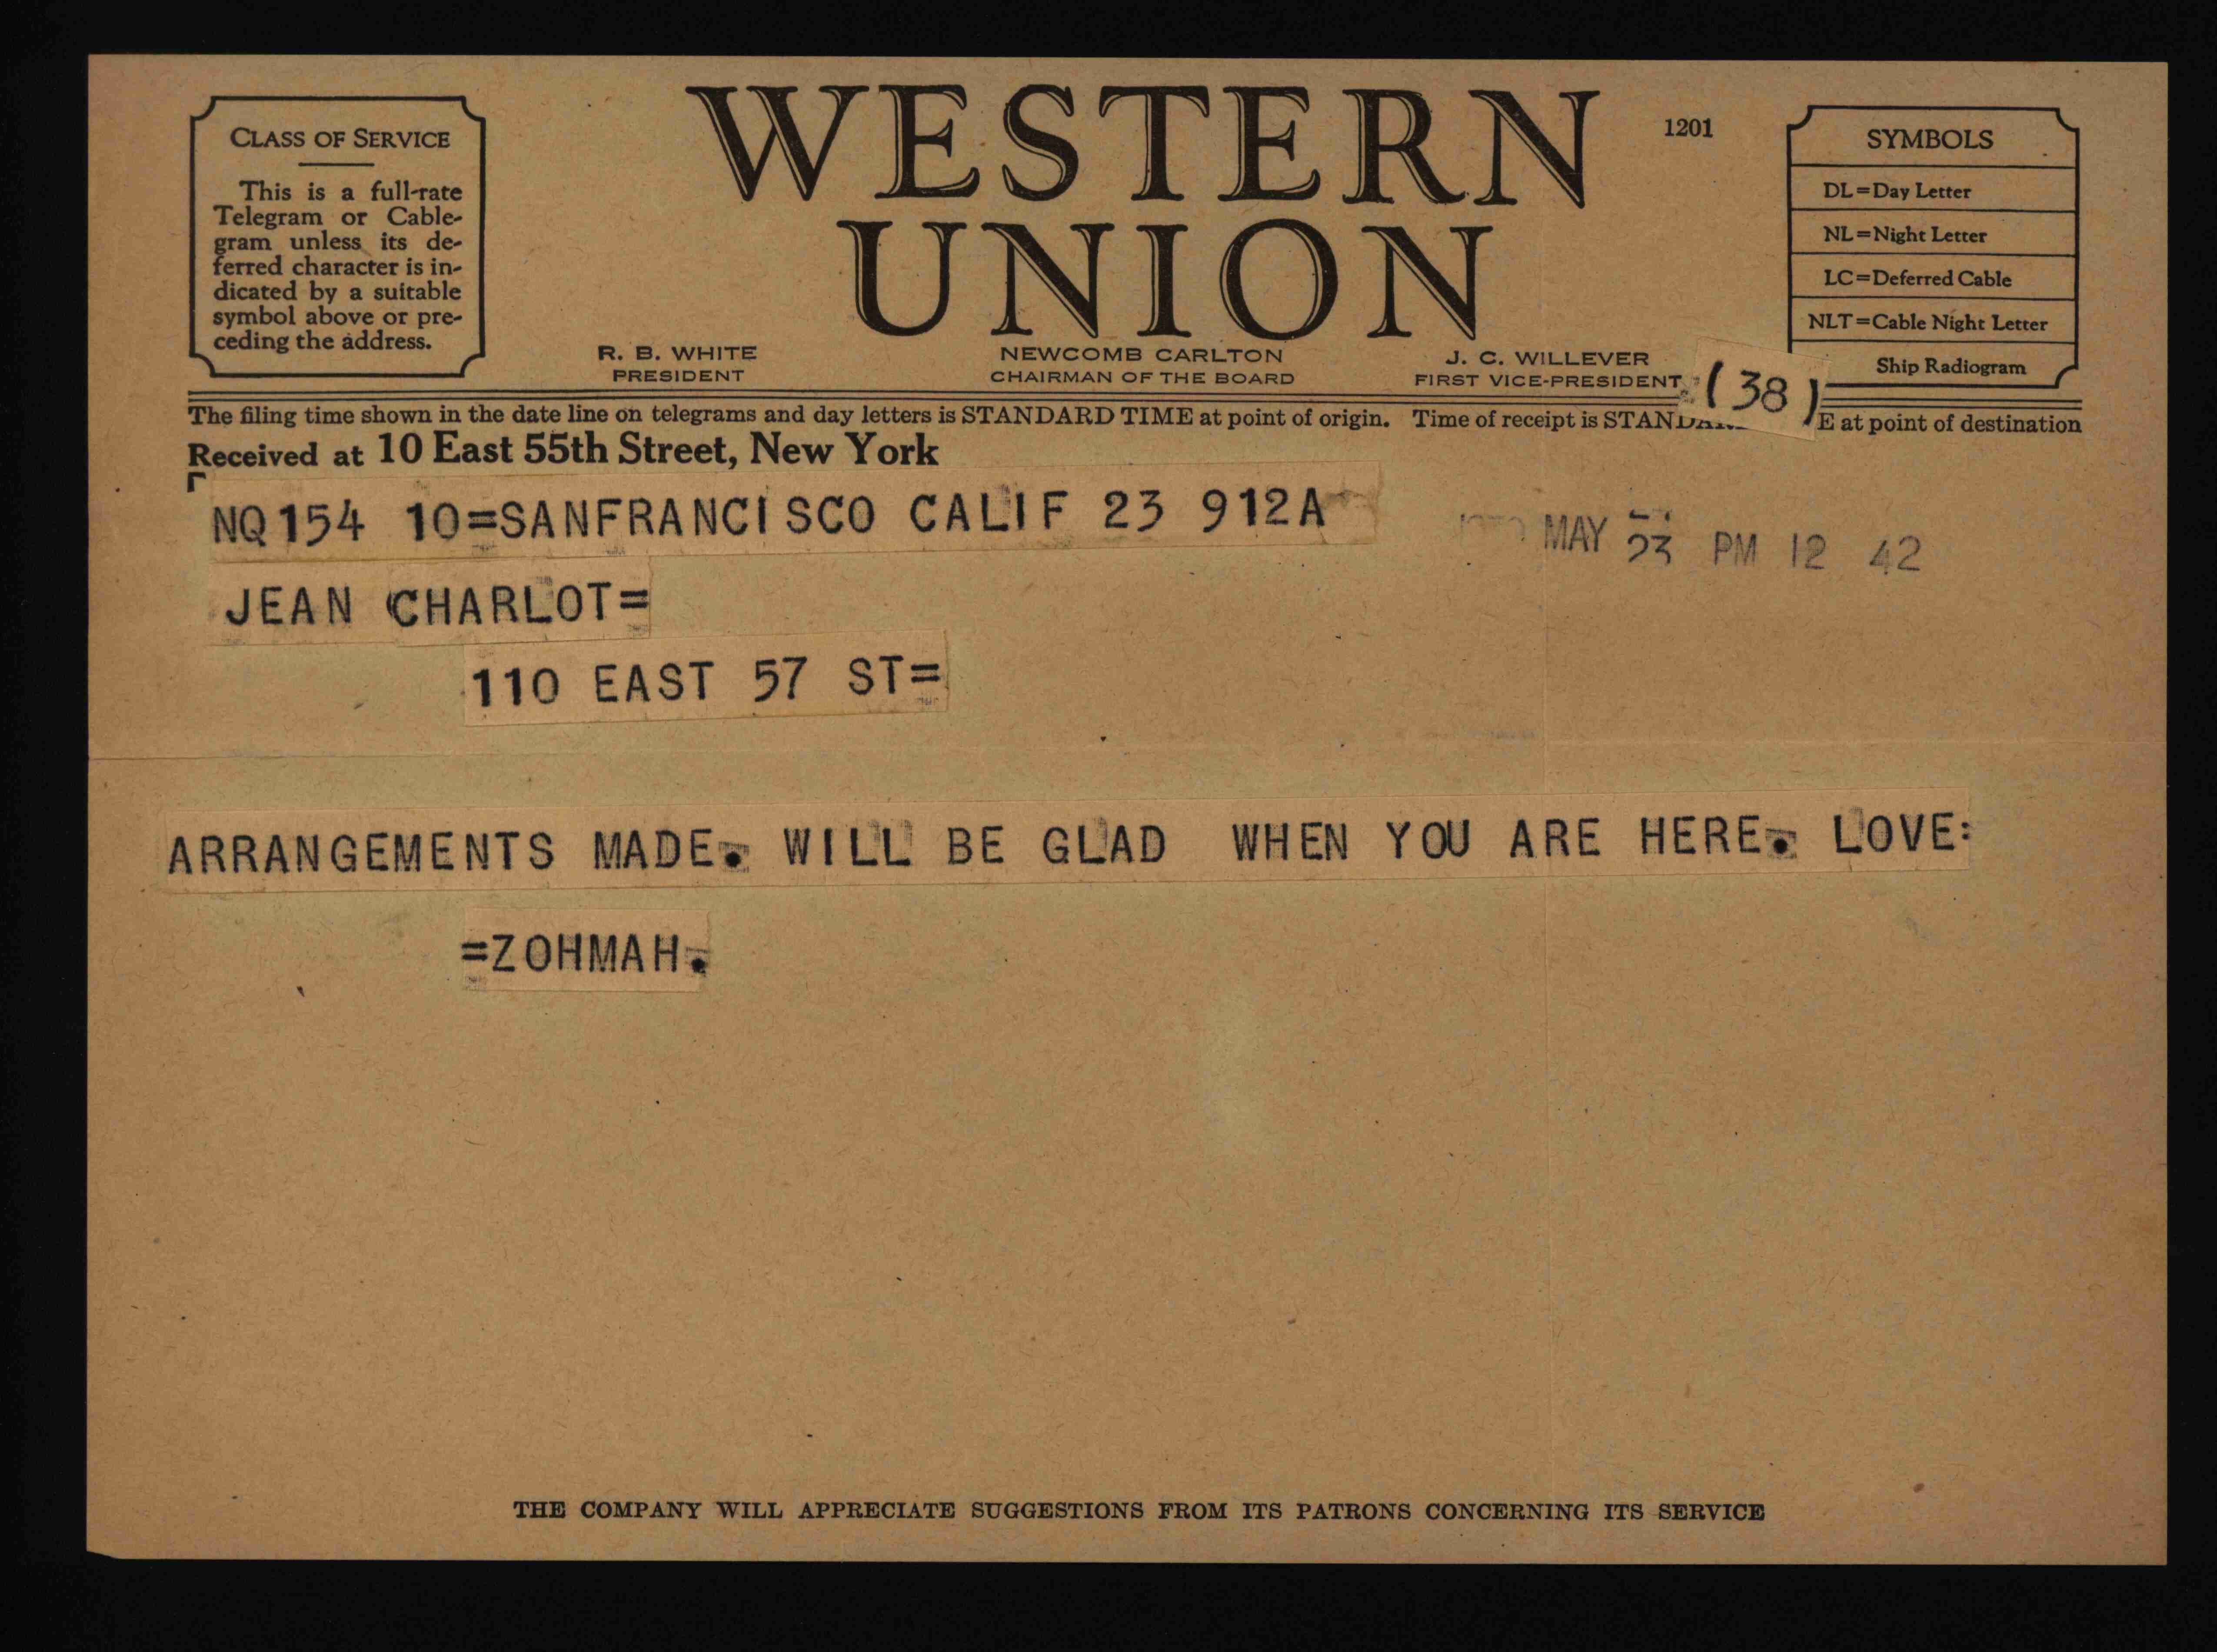 CLASS OF SERVICE
This is a full-rate
Telegram or Cable-
gram unless its de-
ferred character is in-
dicated by a suitable
symbol above or pre-
ceding the address.
WESTERN
UNION
1201
SYMBOLS
DL=Day Letter
NL=Night Letter
LC=Deferred Cable
NLT=Cable Night Letter
Ship Radiogram
R. B. WHITE
PRESIDENT
NEWCOMB CARLTON
CHAIRMAN OF THE BOARD
J. C. WILLEVER
FIRST VICE-PRESIDENT
(38)
The filing time shown in the date line on telegrams and day letters is STANDARD TIME at point of origin. Time of receipt is STANDAR E at point of destination
Received at 10 East 55th Street, New York
NQ154 10=SANFRANCISCO CALIF 23 912A
MAY 23 PM 12 42
JEAN CHARLOT=
110 EAST 57 ST=
ARRANGEMENTS MADE. WILL BE GLAD WHEN YOU ARE HERE. LOVE:
=ZOHMAH.
THE COMPANY WILL APPRECIATE SUGGESTIONS FROM ITS PATRONS CONCERNING ITS SERVICE